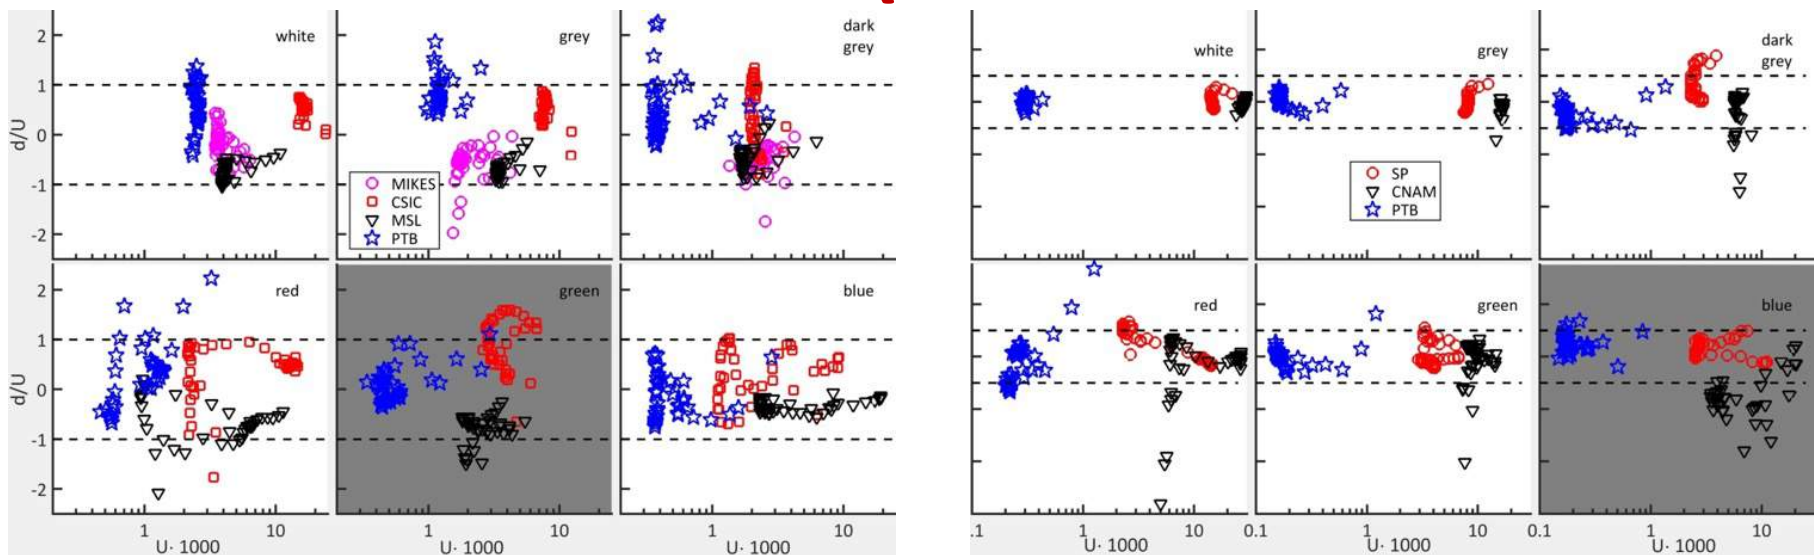 2
1
0
-1
-2
d/U
white
grey
dark
grey
MIKES
CSIC
MSL
PTB
2
1
0
-1
-2
d/U
red
green
blue
1
10
1
10
1
10
U· 1000
U· 1000
U· 1000
white
grey
dark
grey
SP
CNAM
PTB
red
green
blue
.1
1
10
0.1
1
10
0.1
1
10
U· 1000
U· 1000
U· 1000